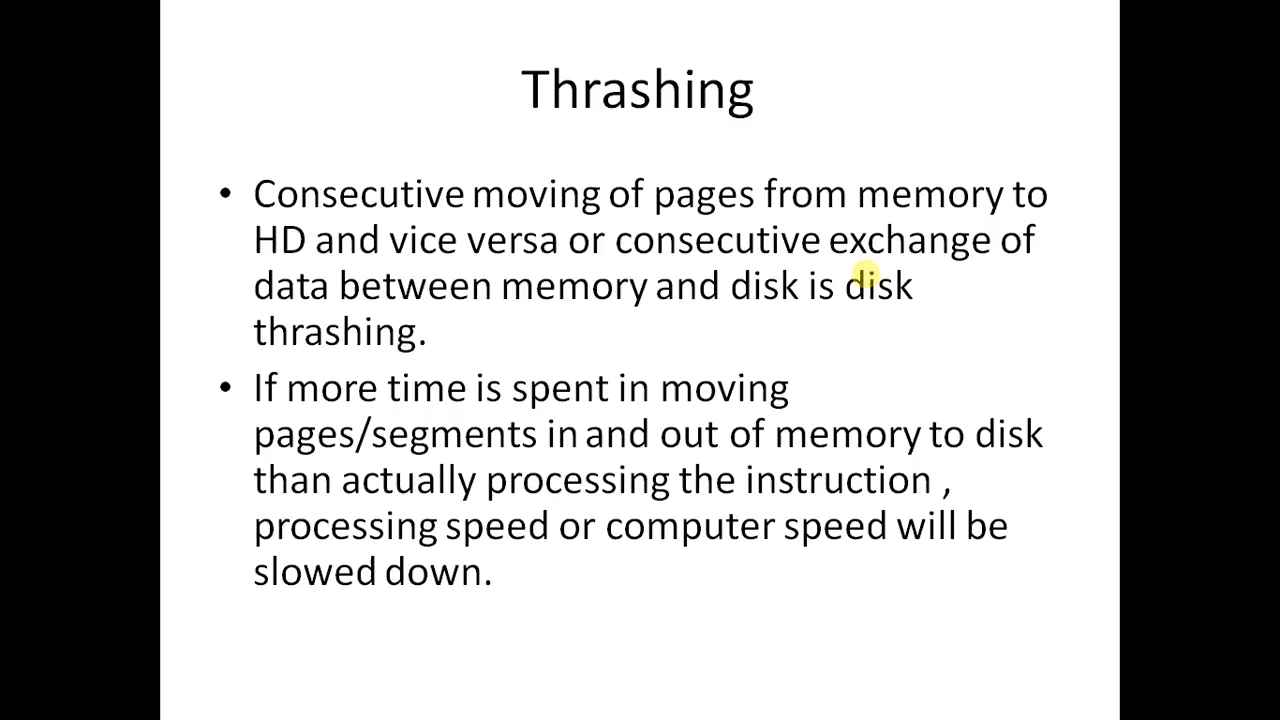 Thrashing
• Consecutive moving of pages from memory to
HD and vice versa or consecutive exchange of
data between memory and disk is disk
thrashing.
• If more time is spent in moving
pages/segments in and out of memory to disk
than actually processing the instruction ,
processing speed or computer speed will be
slowed down.